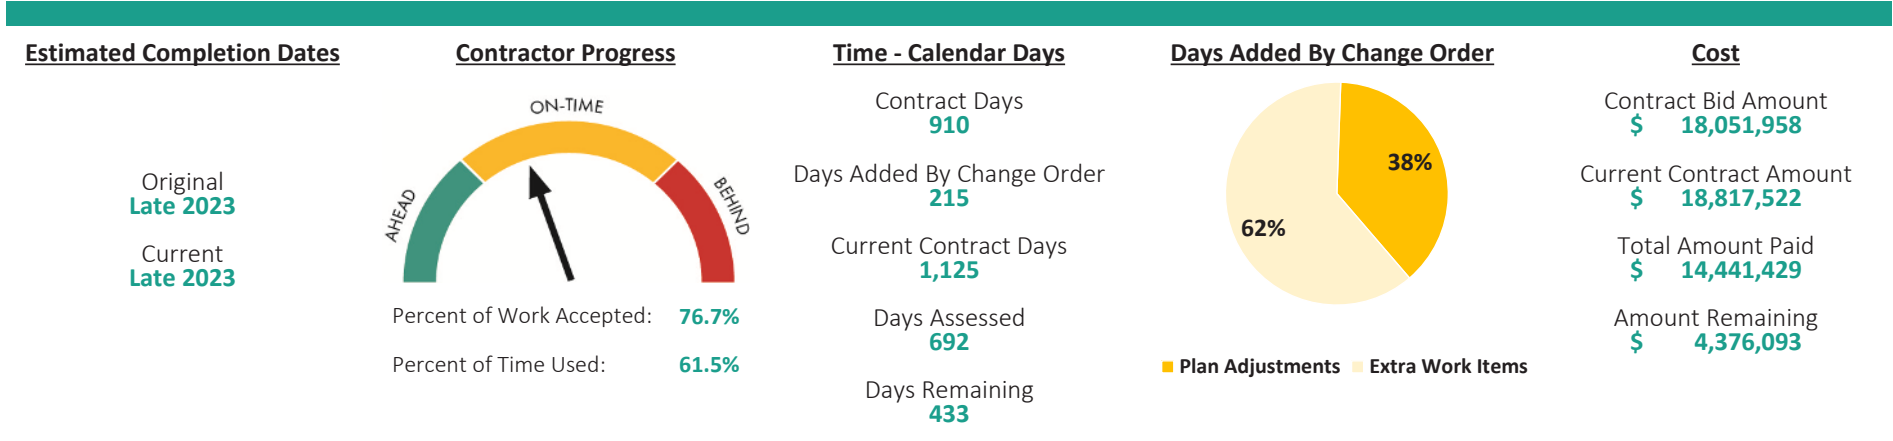 Estimated Completion Dates
Original
Late 2023
Current
Late 2023
Contractor Progress
AHEAD
ON-TIME
BEHIND
Percent of Work Accepted: 76.7%
Percent of Time Used: 61.5%
Time - Calendar Days
Contract Days
910
Days Added By Change Order
215
Current Contract Days
1,125
Days Assessed
692
Days Remaining
433
Days Added By Change Order
38%
62%
Plan Adjustments Extra Work Items
Cost
Contract Bid Amount
$ 18,051,958
Current Contract Amount
$ 18,817,522
Total Amount Paid
$ 14,441,429
Amount Remaining
$ 4,376,093